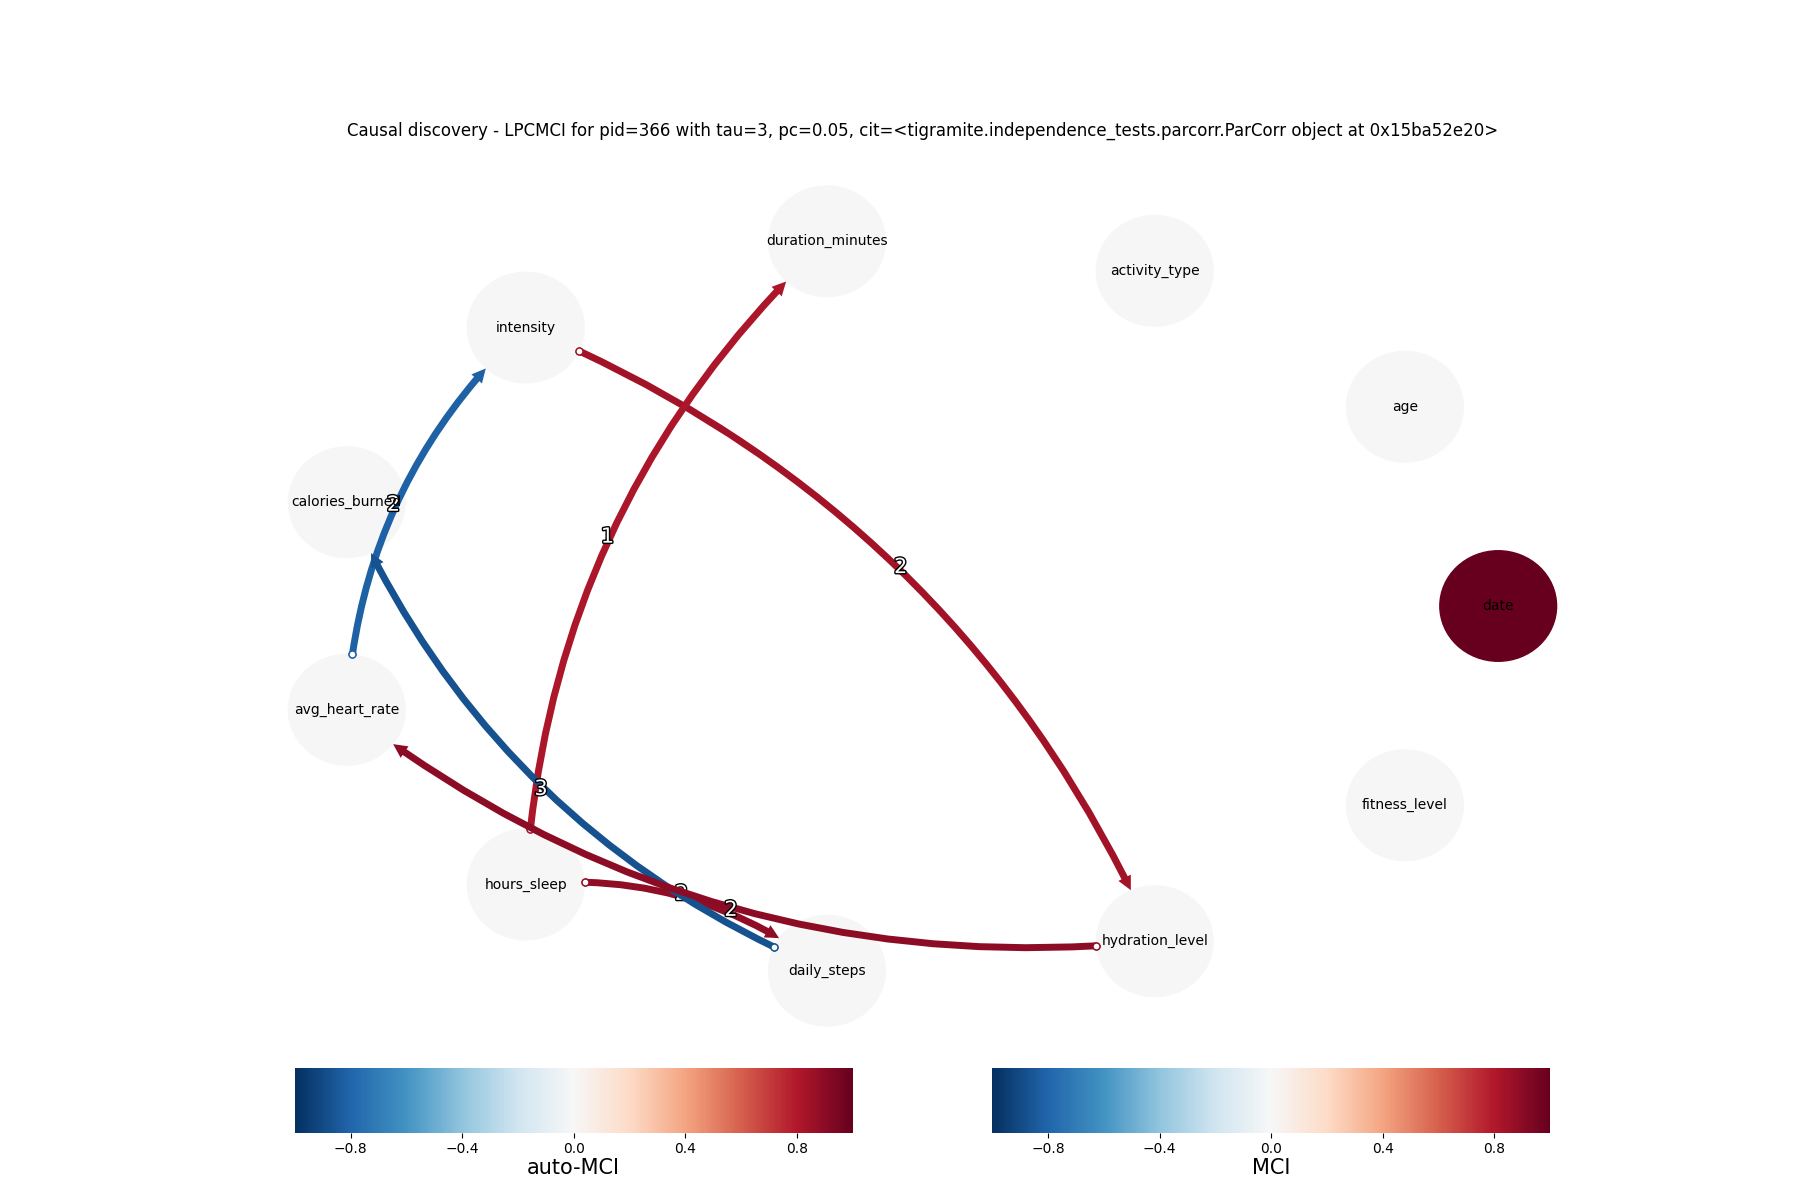 Causal discovery - LPCMCI for pid=366 with tau=3, pc=0.05, cit=<tigramite.independence_tests.parcorr.ParCorr object at 0x15ba52e20>
duration_minutes
activity_type
intensity
age
calories_burned
2
1
2
date
avg_heart_rate
3
fitness_level
hours_sleep
2
hydration_level
daily_steps
−0.8 −0.4 0.0 0.4 0.8
auto-MCI
−0.8 −0.4 0.0 0.4 0.8
MCI